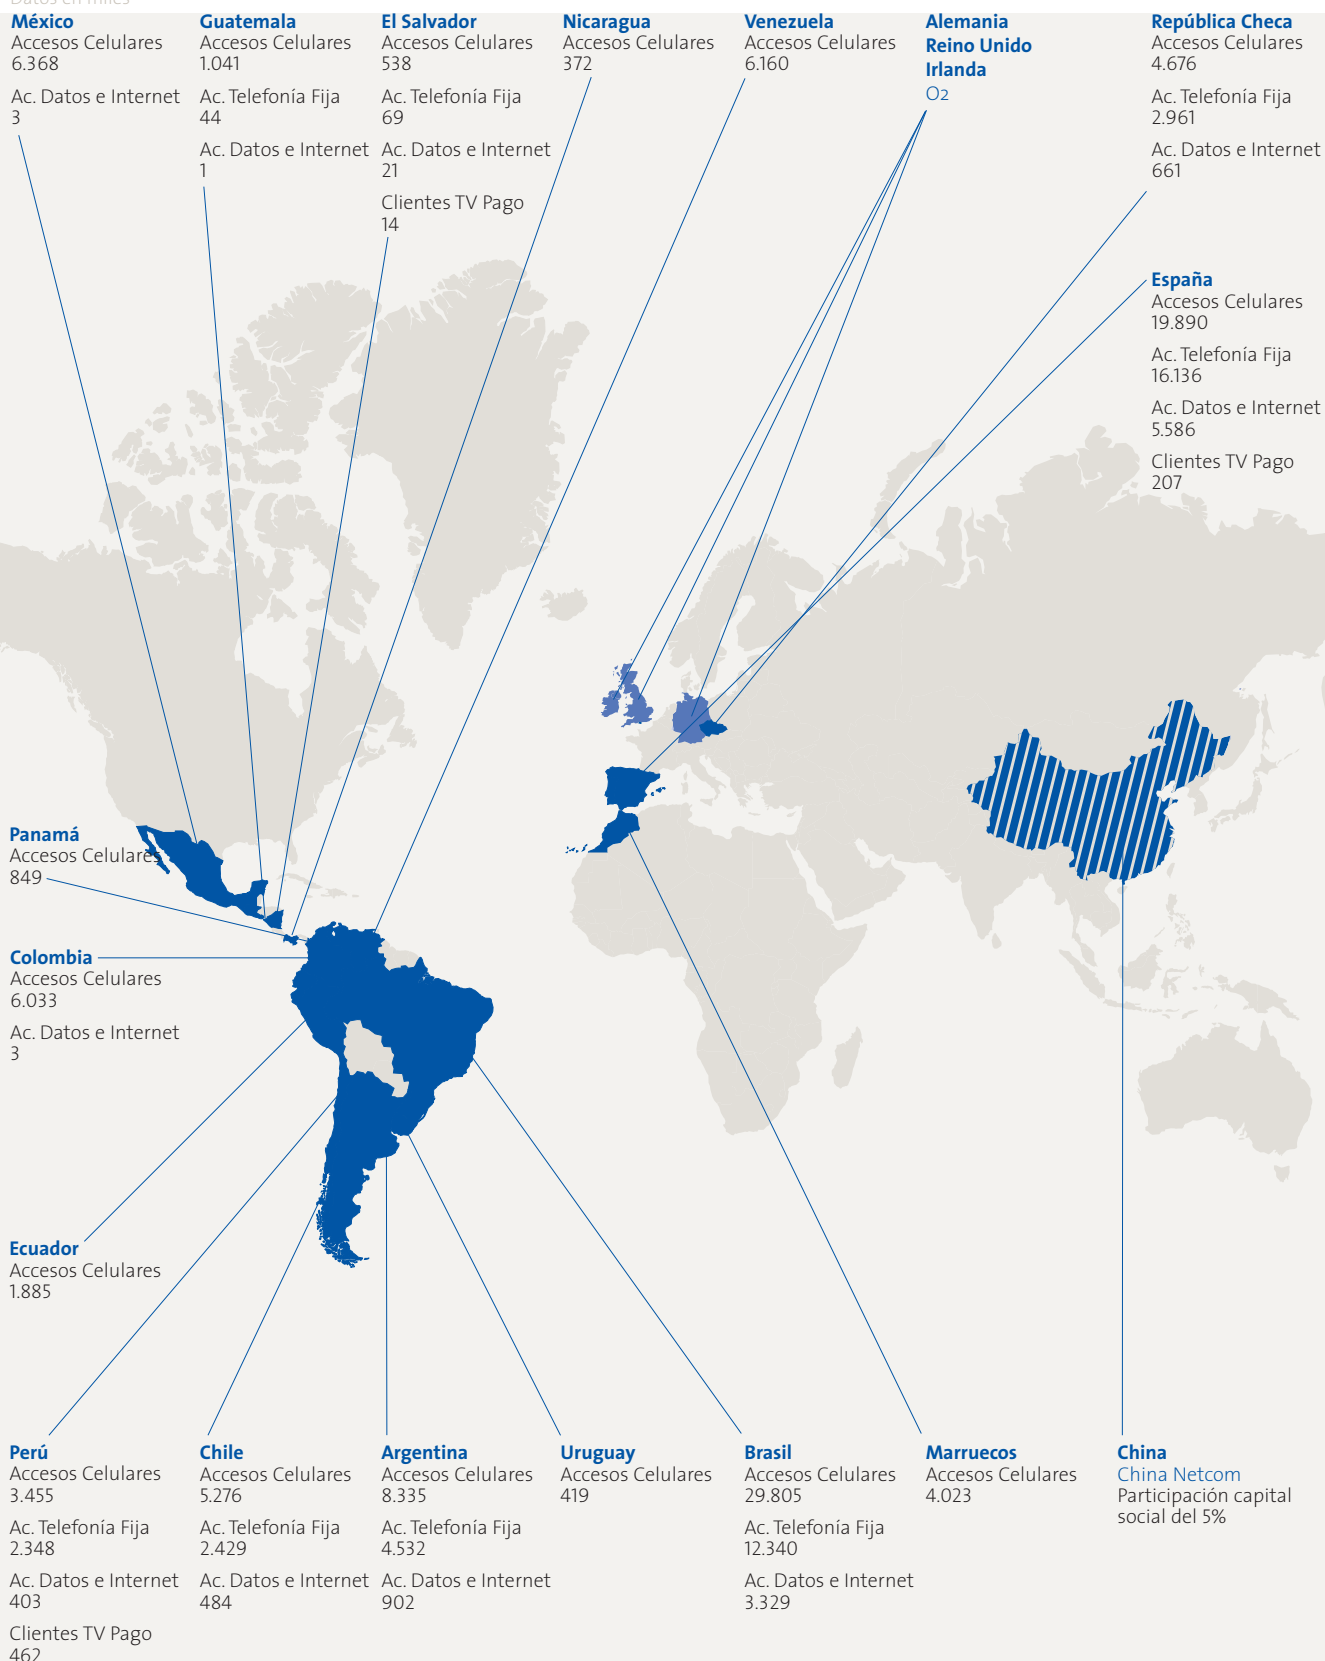 Datos en miles
México
Accesos Celulares
6.368
Ac. Datos e Internet
3
Guatemala
Accesos Celulares
1.041
Ac. Telefonía Fija
44
Ac. Datos e Internet
1
El Salvador
Accesos Celulares
538
Ac. Telefonía Fija
69
Ac. Datos e Internet
21
Clientes TV Pago
14
Nicaragua
Accesos Celulares
372
Venezuela
Accesos Celulares
6.160
Alemania
Reino Unido
Irlanda
O2
República Checa
Accesos Celulares
4.676
Ac. Telefonía Fija
2.961
Ac. Datos e Internet
661
España
Accesos Celulares
19.890
Ac. Telefonía Fija
16.136
Ac. Datos e Internet
5.586
Clientes TV Pago
207
Panamá
Accesos Celulares
849
Colombia
Accesos Celulares
6.033
Ac. Datos e Internet
3
Ecuador
Accesos Celulares
1.885
Perú
Accesos Celulares
3.455
Ac. Telefonía Fija
2.348
Ac. Datos e Internet
403
Clientes TV Pago
462
Chile
Accesos Celulares
5.276
Ac. Telefonía Fija
2.429
Ac. Datos e Internet
484
Argentina
Accesos Celulares
8.335
Ac. Telefonía Fija
4.532
Ac. Datos e Internet
902
Uruguay
Accesos Celulares
419
Brasil
Accesos Celulares
29.805
Ac. Telefonía Fija
12.340
Ac. Datos e Internet
3.329
Marruecos
Accesos Celulares
4.023
China
China Netcom
Participación capital
social del 5%